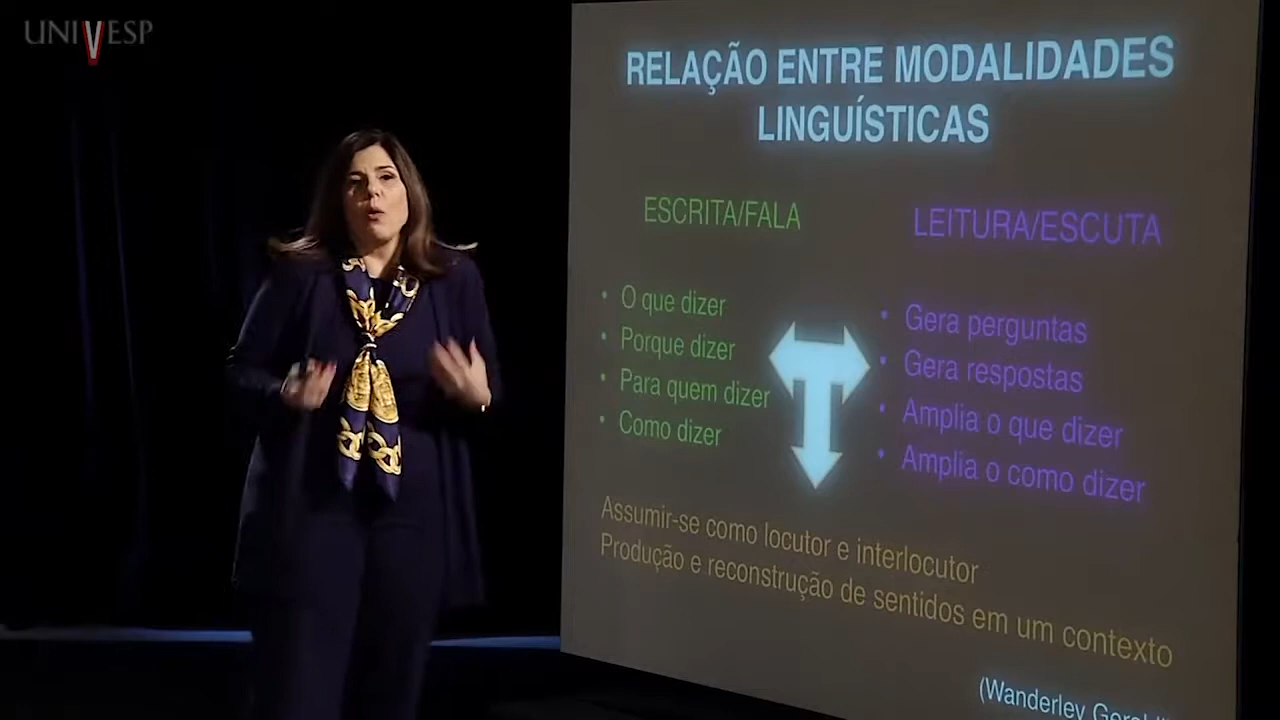 UNIVESP
RELAÇÃO ENTRE MODALIDADES
LINGUÍSTICAS
ESCRITA/FALA
LEITURA/ESCUTA
• O que dizer
• Porque dizer
• Para quem dizer
• Como dizer
• Gera perguntas
• Gera respostas
• Amplia o que dizer
• Amplia o como dizer
Assumir-se como locutor e interlocutor
Produção e reconstrução de sentidos em um contexto
(Wanderley